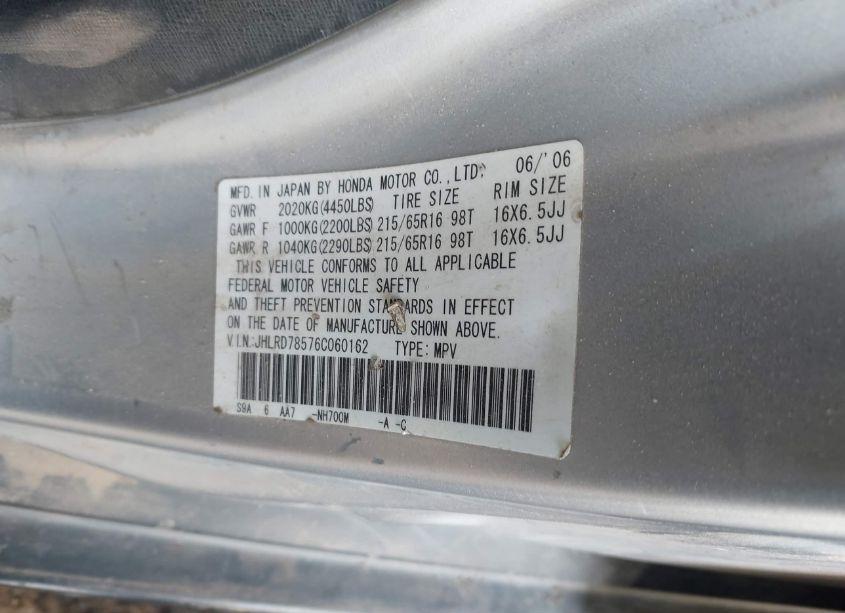 MFD. IN JAPAN BY HONDA MOTOR CO.,LTD. 06/'06
GVWR 2020KG(4450LBS) TIRE SIZE RIM SIZE
GAWR F 1000KG(2200LBS) 215/65R16 98T 16X6.5JJ
GAWR R 1040KG(2290LBS) 215/65R16 98T 16X6.5JJ
THIS VEHICLE CONFORMS TO ALL APPLICABLE
FEDERAL MOTOR VEHICLE SAFETY
AND THEFT PREVENTION STANDARDS IN EFFECT
ON THE DATE OF MANUFACTURE SHOWN ABOVE.
V.I.N:JHLRD78576C060162 TYPE: MPV
S9A 6 AA7 -NH700M -A -C